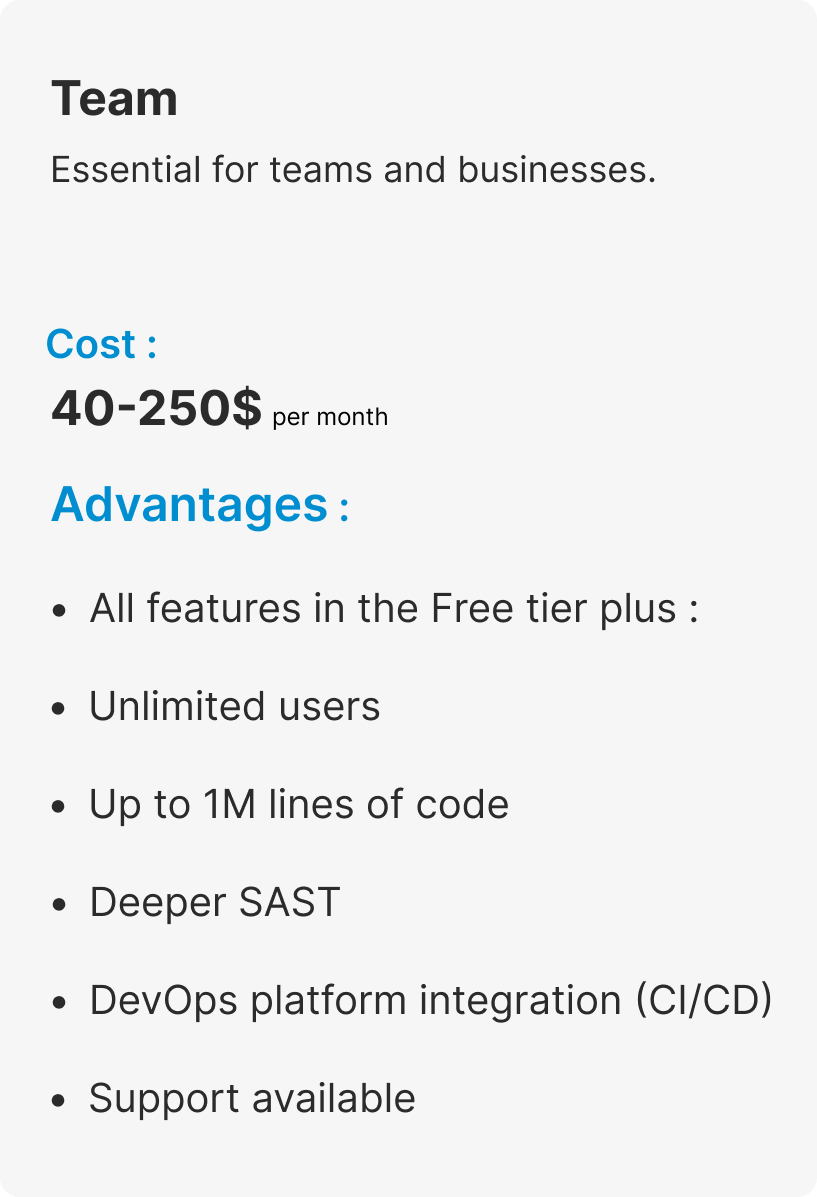 Team
Essential for teams and businesses.
Cost :
40-250$ per month
Advantages :
• All features in the Free tier plus :
• Unlimited users
• Up to 1M lines of code
• Deeper SAST
• DevOps platform integration (CI/CD)
• Support available